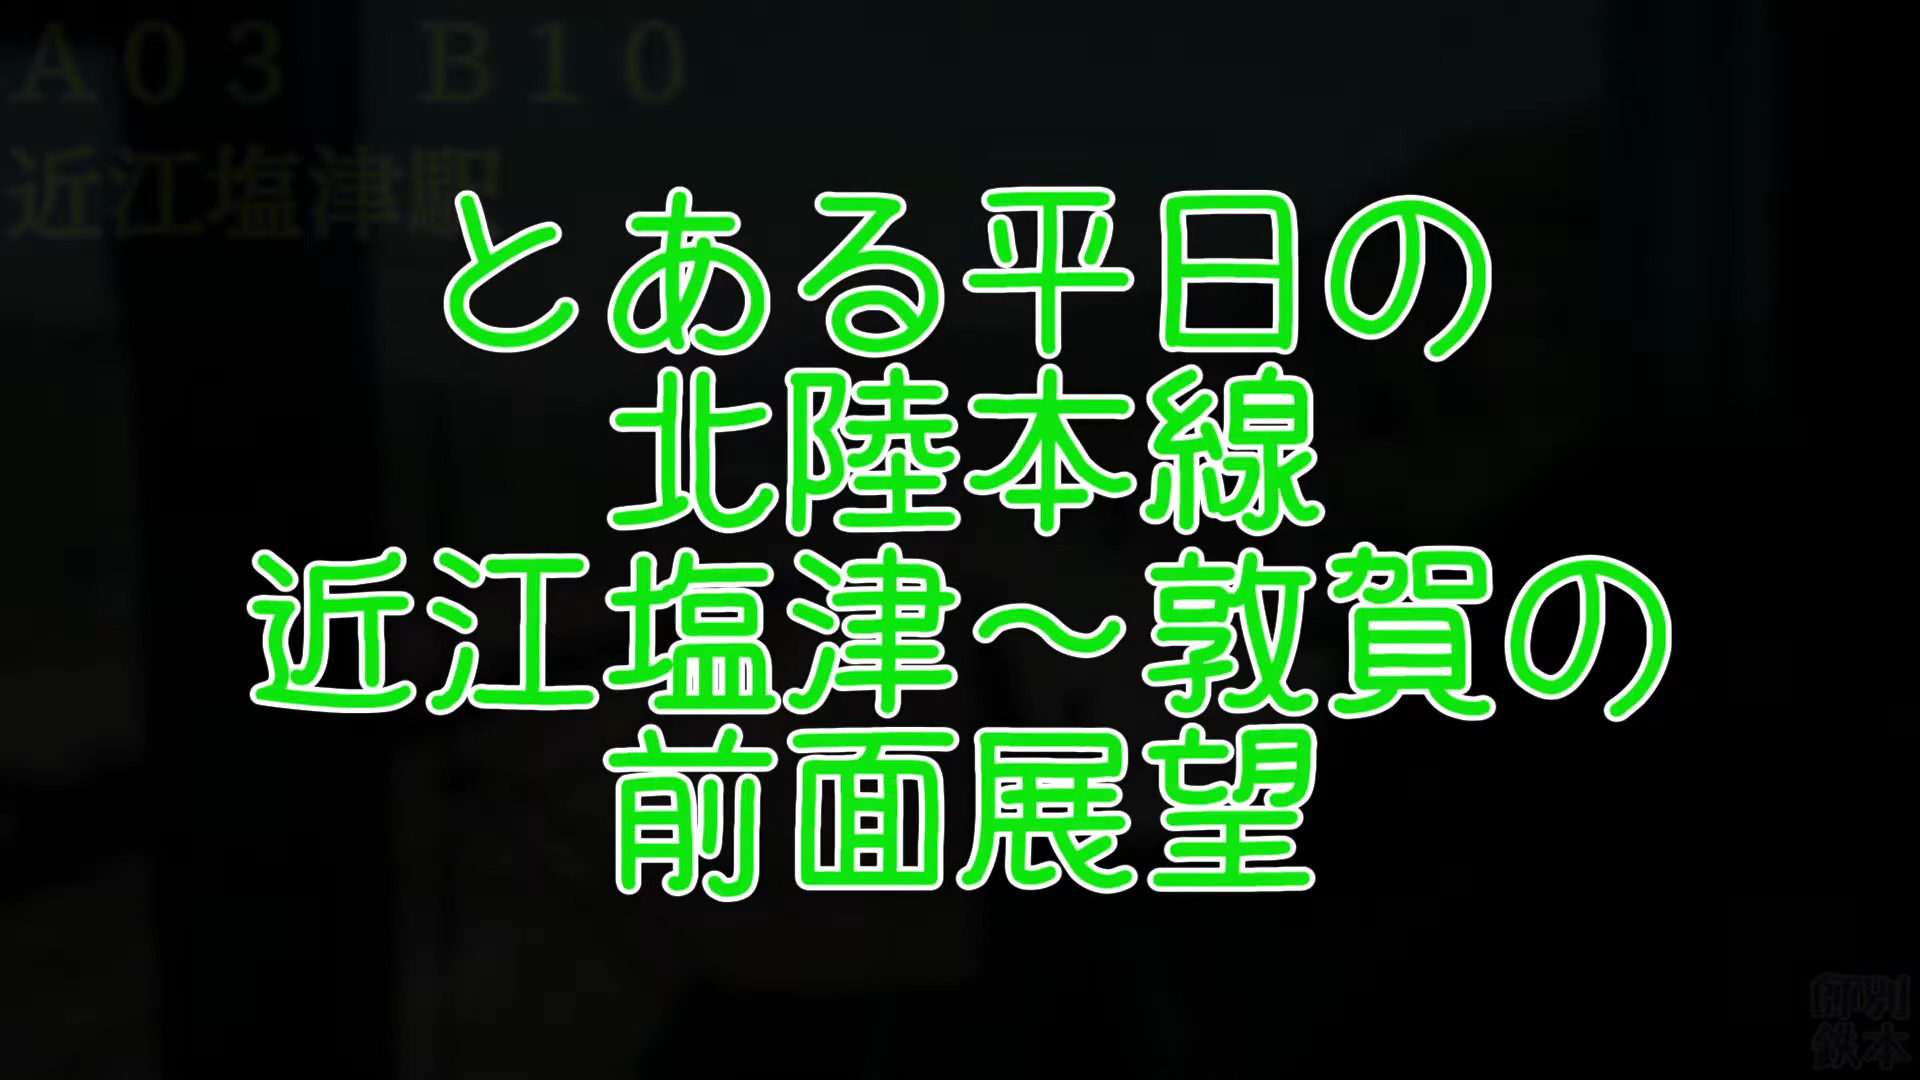 A03 B10
近江塩津駅
とある平日の
北陸本線
近江塩津～敦賀の
前面展望